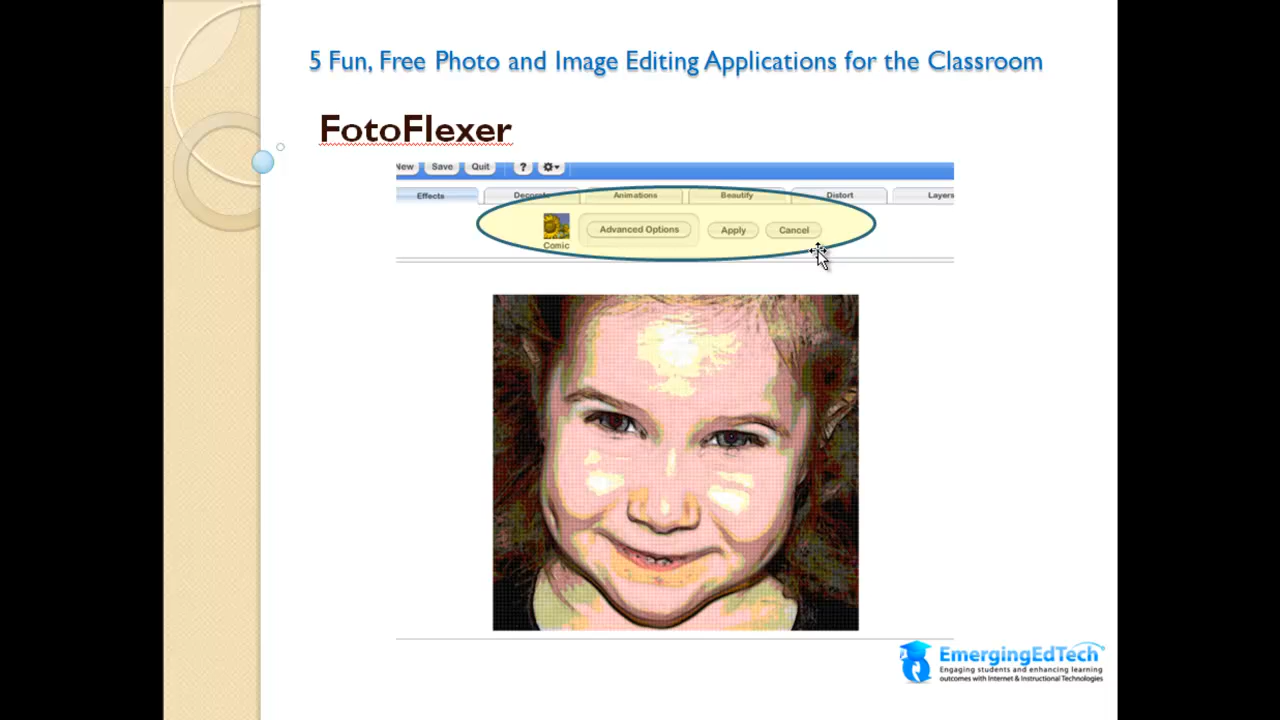 5 Fun, Free Photo and Image Editing Applications for the Classroom
FotoFlexer
New Save Quit ?
Effects Decorate Animations Beautify Distort Layers
Advanced Options Apply Cancel
Comic
EmergingEdTech
Engaging students and enhancing learning
outcomes with Internet & Instructional Technologies